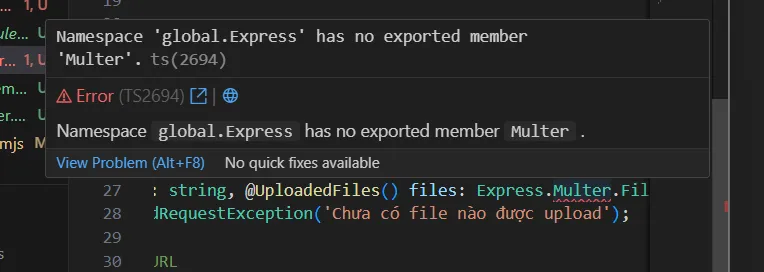 19
1, U
Namespace 'global.Express' has no exported member
'Multer'. ts(2694)
Error (TS2694) |
Namespace global.Express has no exported member Multer .
View Problem (Alt+F8) No quick fixes available
ule...
r... 1, U
em...
er....
mjs M
27 : string, @UploadedFiles() files: Express.Multer.Fil
28 dRequestException('Chưa có file nào được upload');
29
30 URL
s